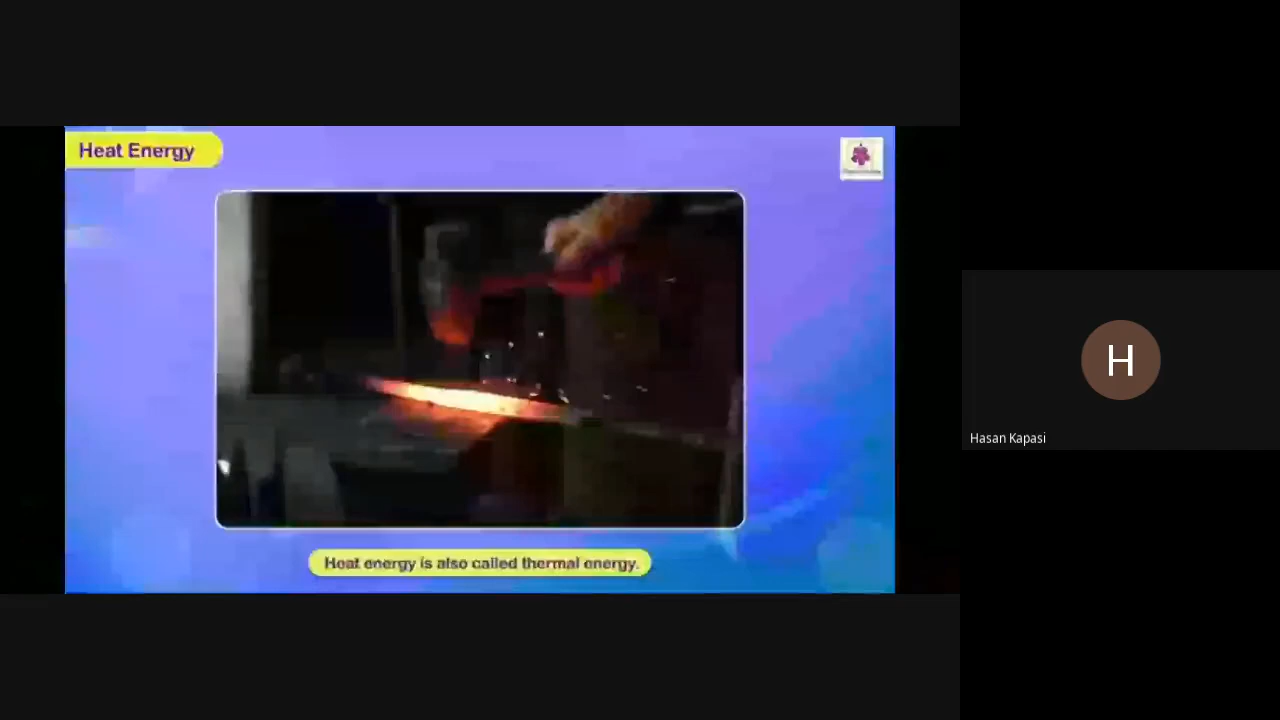 Heat Energy
H
Hasan Kapasi
Heat energy is also called thermal energy.